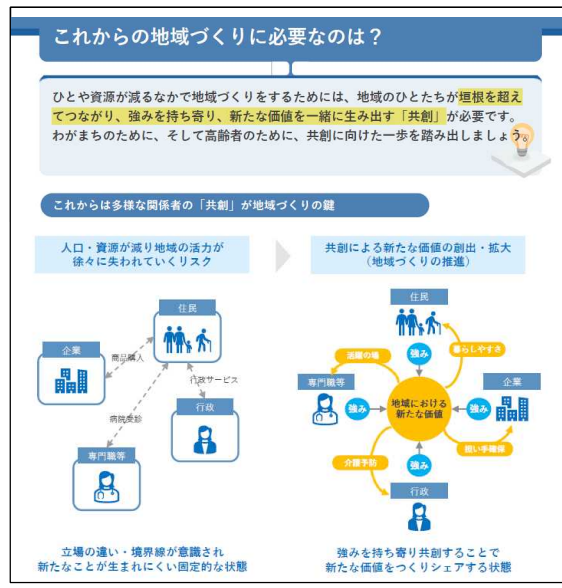 これからの地域づくりに必要なのは？
ひとや資源が減るなかで地域づくりをするためには、地域のひとたちが垣根を超え
てつながり、強みを持ち寄り、新たな価値を一緒に生み出す「共創」が必要です。
わがまちのために、そして高齢者のために、共創に向けた一歩を踏み出しましょう。
これからは多様な関係者の「共創」が地域づくりの鍵
人口・資源が減り地域の活力が
徐々に失われていくリスク
住民
企業
商品購入
行政サービス
病院受診
行政
専門職等
立場の違い・境界線が意識され
新たなことが生まれにくい固定的な状態
共創による新たな価値の創出・拡大
（地域づくりの推進）
住民
強み
活躍の場
暮らしやすさ
専門職等
強み
地域における
新たな価値
強み
企業
担い手確保
介護予防
強み
行政
強みを持ち寄り共創することで
新たな価値をつくりシェアする状態